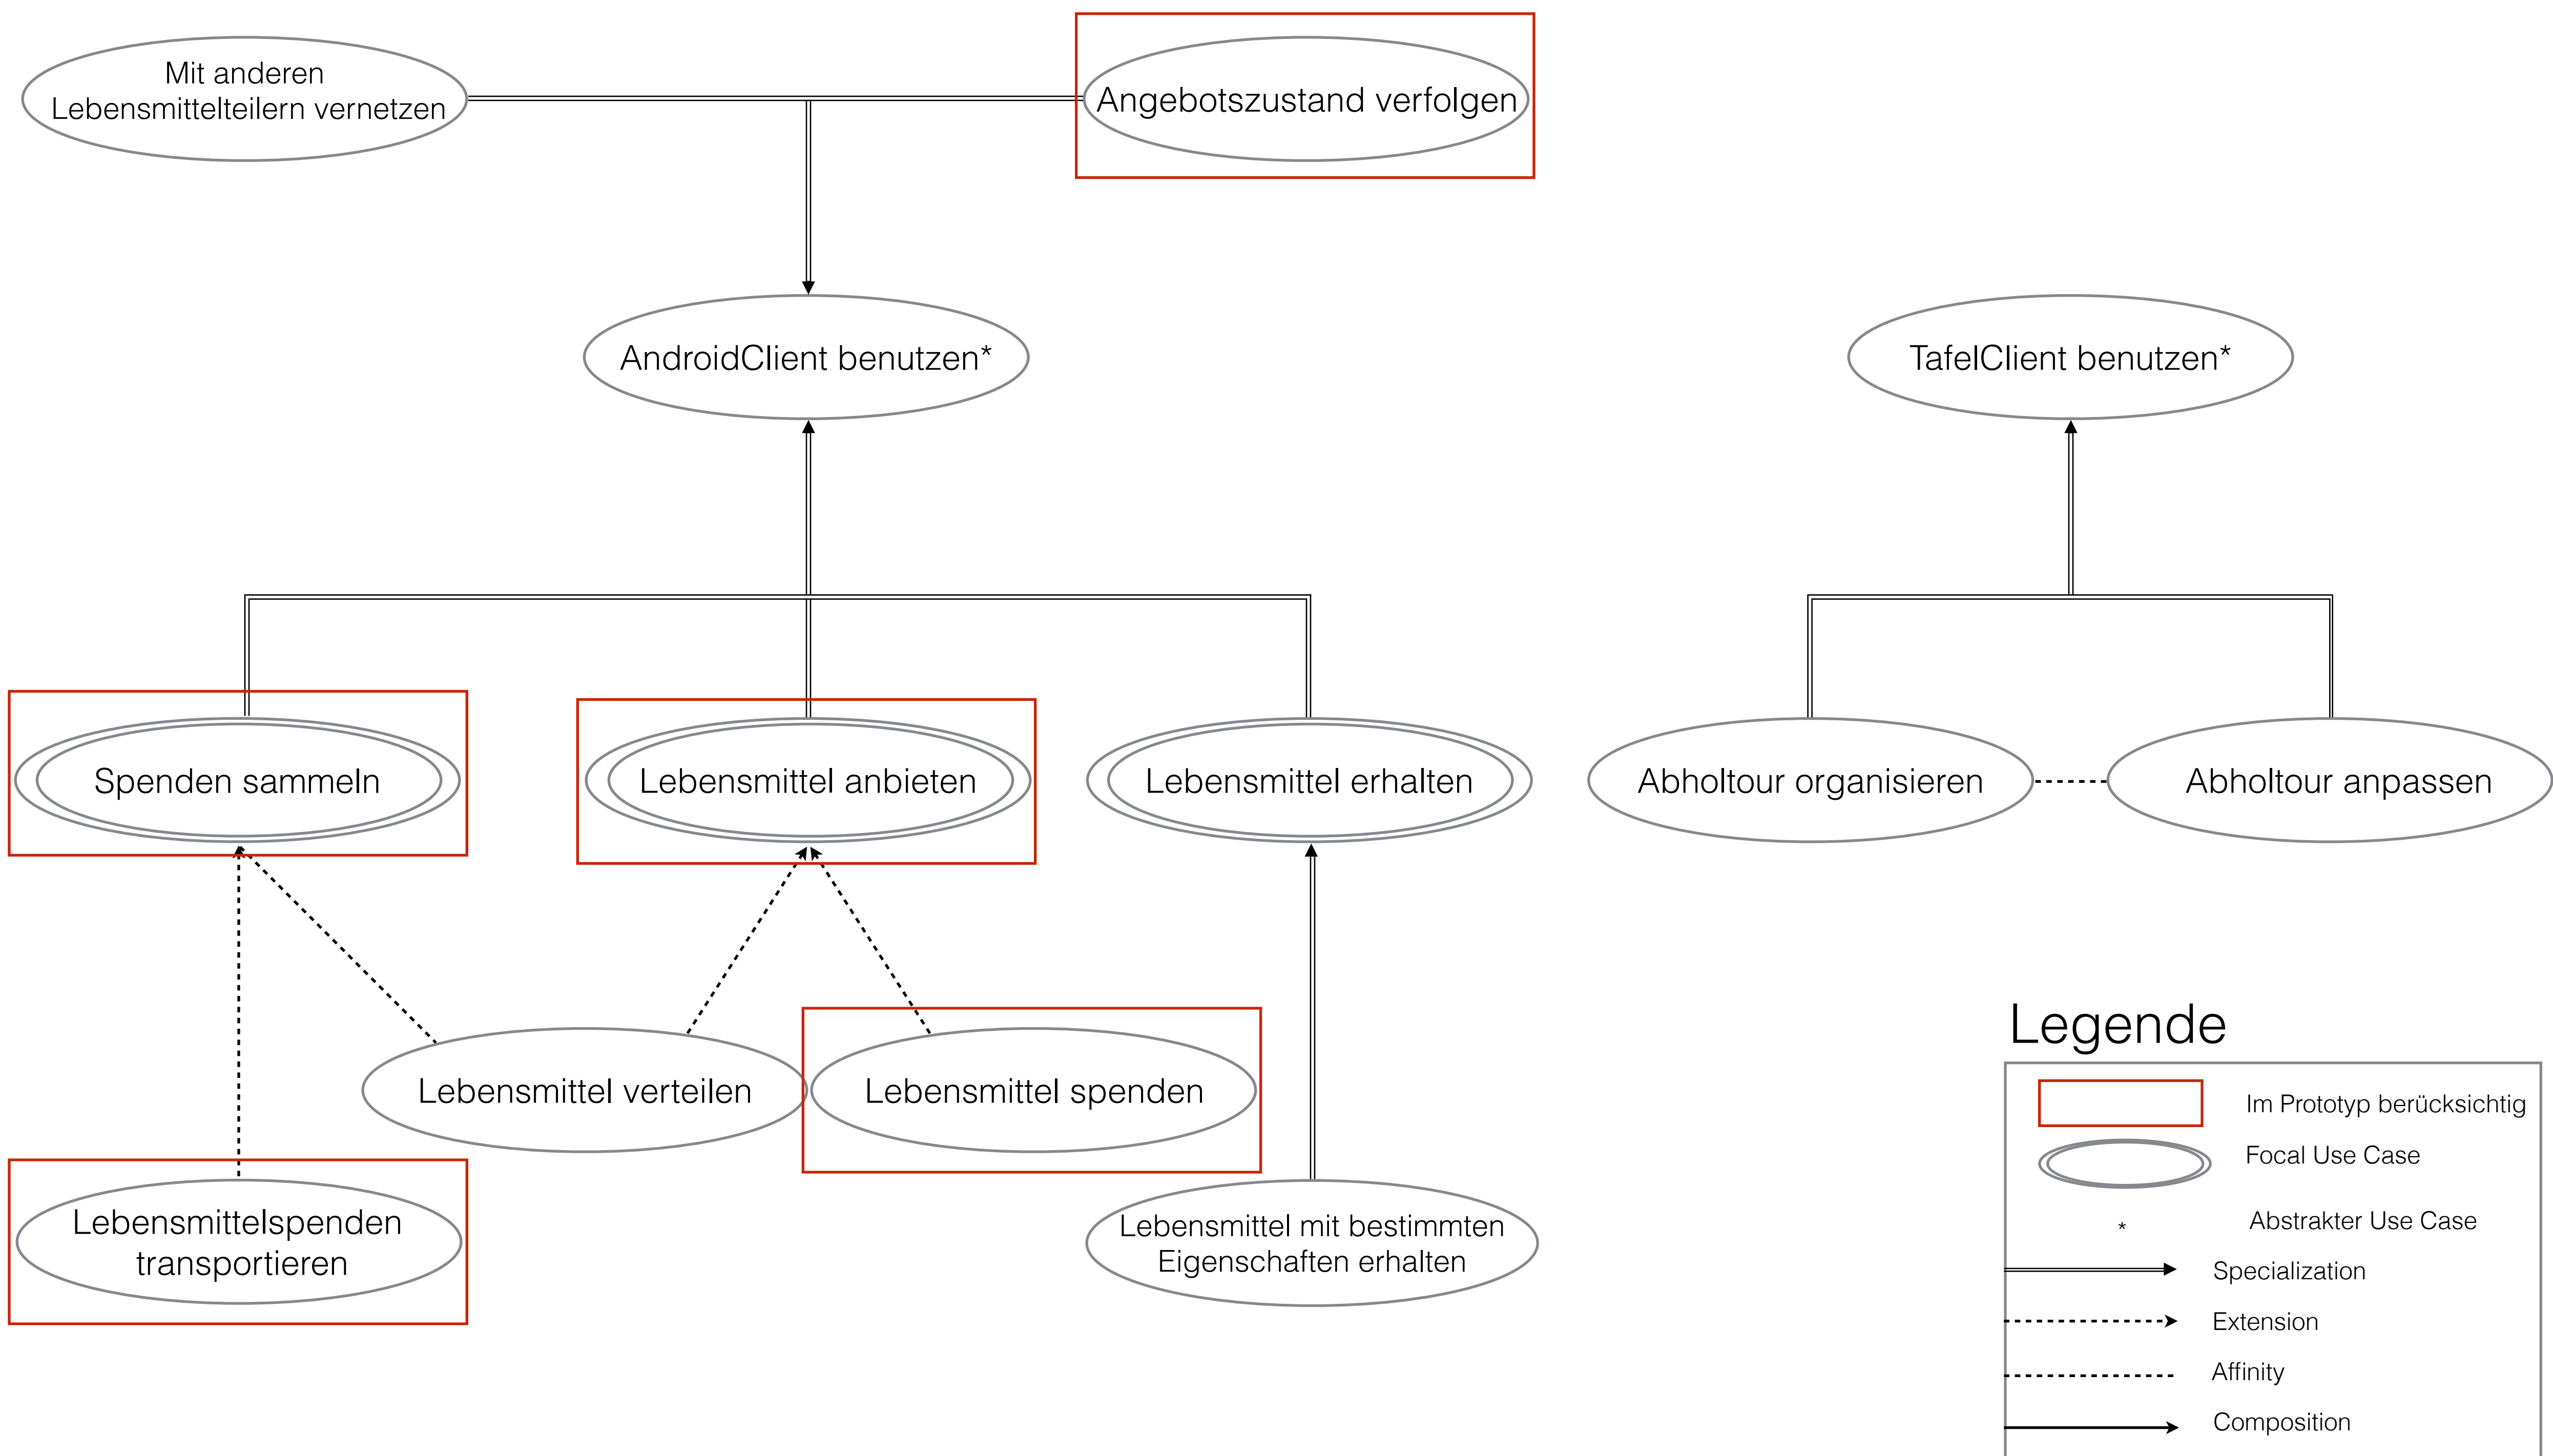 Mit anderen
Lebensmittelteilern vernetzen
Angebotszustand verfolgen
AndroidClient benutzen*
TafelClient benutzen*
Spenden sammeln
Lebensmittel anbieten
Lebensmittel erhalten
Abholtour organisieren
Abholtour anpassen
Lebensmittel verteilen
Lebensmittel spenden
Lebensmittelspenden
transportieren
Lebensmittel mit bestimmten
Eigenschaften erhalten
Legende
Im Prototyp berücksichtig
Focal Use Case
* Abstrakter Use Case
Specialization
Extension
Affinity
Composition